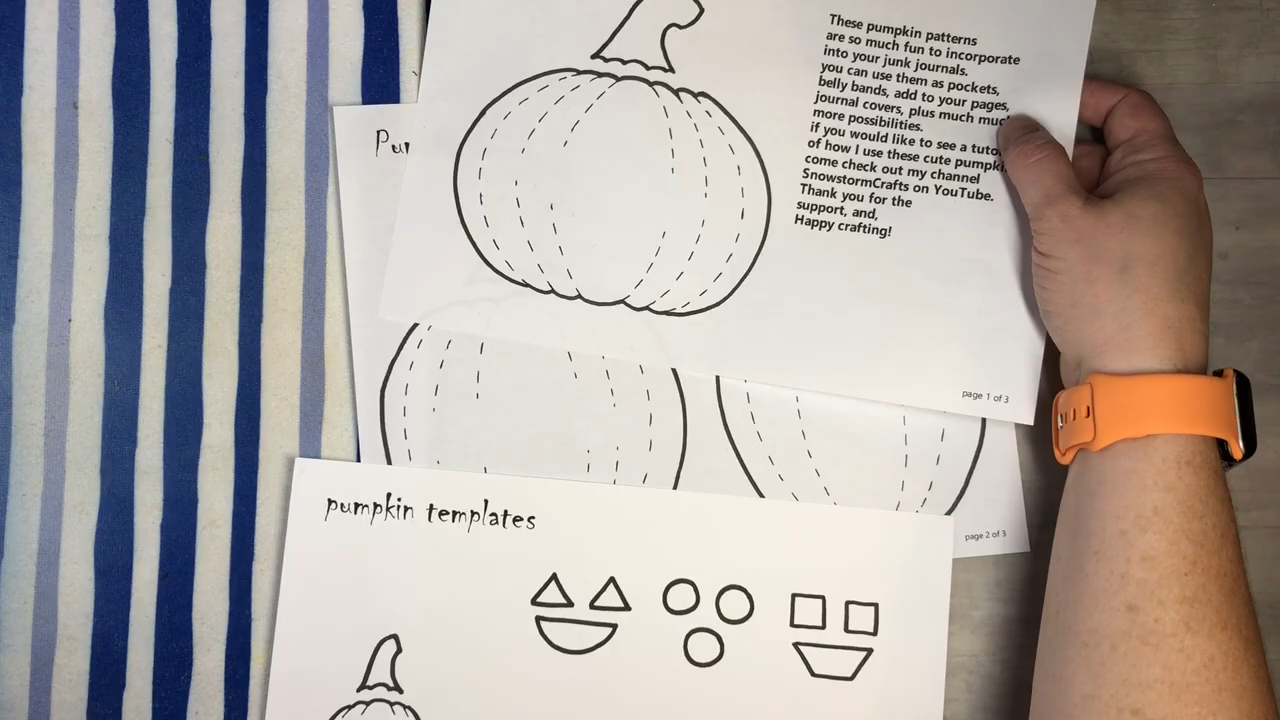 These pumpkin patterns
are so much fun to incorporate
into your junk journals.
you can use them as pockets,
belly bands, add to your pages,
journal covers, plus much
more possibilities.
if you would like to see a
of how I use these cute
come check out my channel
SnowstormCrafts on YouTube.
Thank you for the
support, and,
Happy crafting!
page 1 of 3
page 2 of 3
pumpkin templates